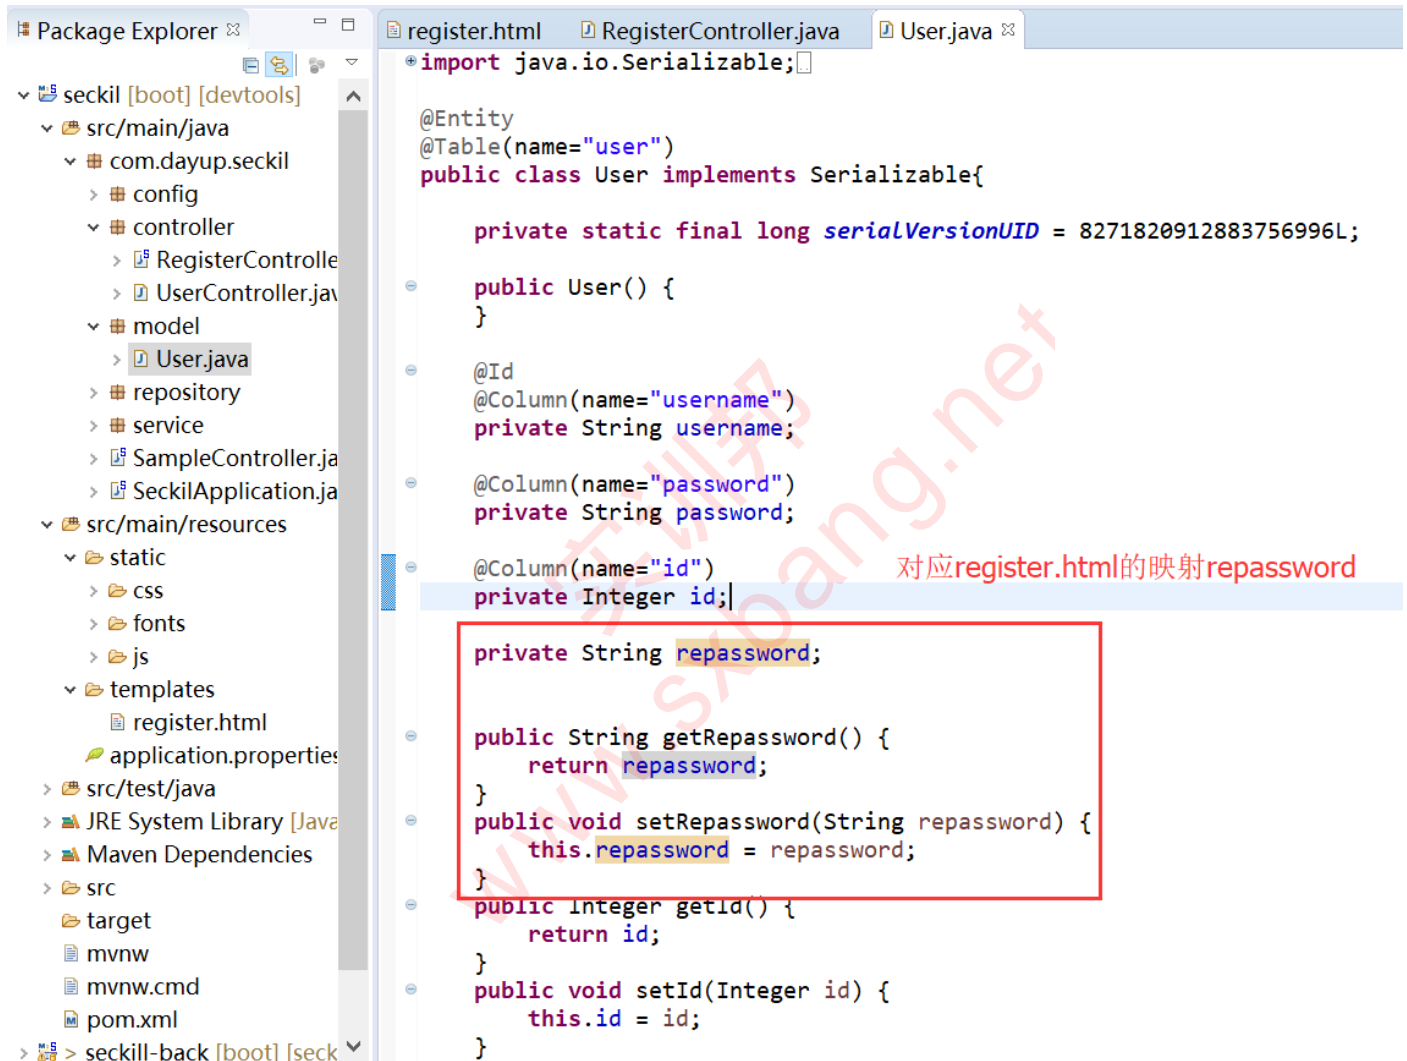 Package Explorer
seckil [boot] [devtools]
src/main/java
com.dayup.seckil
config
controller
RegisterControlle
UserController.jav
model
User.java
repository
service
SampleController.ja
SeckilApplication.ja
src/main/resources
static
css
fonts
js
templates
register.html
application.properties
src/test/java
JRE System Library [Java
Maven Dependencies
src
target
mvnw
mvnw.cmd
pom.xml
> seckill-back [boot] [seck
register.html
RegisterController.java
User.java
import java.io.Serializable;
@Entity
@Table(name="user")
public class User implements Serializable{
private static final long serialVersionUID = 8271820912883756996L;
public User() {
}
@Id
@Column(name="username")
private String username;
@Column(name="password")
private String password;
@Column(name="id")
对应register.html的映射repassword
private Integer id;
private String repassword;
public String getRepassword() {
return repassword;
}
public void setRepassword(String repassword) {
this.repassword = repassword;
}
public Integer getId() {
return id;
}
public void setId(Integer id) {
this.id = id;
}
实训邦
www.sxbang.net